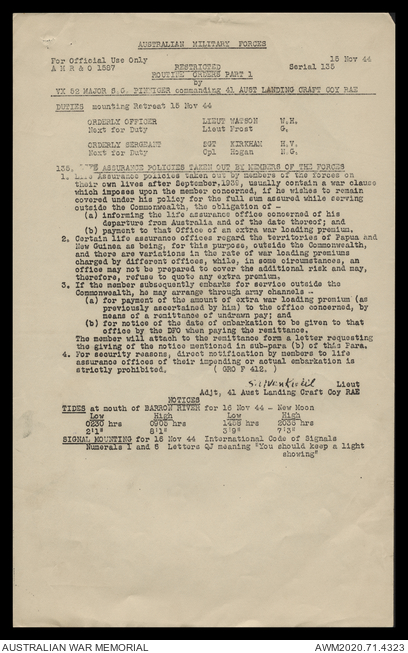 AUSTRALIAN MILITARY FORCES
For Official Use Only 15 Nov 44
A H R & O 1587 RESTRICTED Serial 135
ROUTINE ORDERS PART 1
by
VX 52 MAJOR S.G. commanding 41 AUST LANDING CRAFT COY RAE
DUTIES mounting Retreat 15 Nov 44
ORDERLY OFFICER LIEUT WATSON W.H.
Next for Duty Lieut Frost G.
ORDERLY SERGEANT SGT KIRKHAM H.V.
Next for Duty Cpl Hogan N.G.
135. LIFE ASSURANCE POLICIES TAKEN OUT BY MEMBERS OF THE FORCES
1. Life Assurance policies taken out by members of the forces on
their own lives after September, 1939, usually contain a war clause
which imposes upon the member concerned, if he wishes to remain
covered under his policy for the full sum assured while serving
outside the Commonwealth, the obligation of -
(a) informing the life assurance office concerned of his
departure from Australia and of the date thereof; and
(b) payment to that Office of an extra war loading premium.
2. Certain life assurance offices regard the territories of Papua and
New Guinea as being, for this purpose, outside the Commonwealth,
and there are variations in the rate of war loading premiums
charged by different offices, while, in some circumstances, an
office may not be prepared to cover the additional risk and may,
therefore, refuse to quote any extra premium.
3. If the member subsequently embarks for service outside the
Commonwealth, he may arrange through army channels -
(a) for payment of the amount of extra war loading premium (as
previously ascertained by him) to the office concerned, by
means of a remittance of undrawn pay; and
(b) for notice of the date of embarkation to be given to that
office by the DFO when paying the remittance.
The member will attach to the remittance form a letter requesting
the giving of the notice mentioned in sub-para (b) of this Para.
4. For security reasons, direct notification by members to life
assurance offices of their impending or actual embarkation is
strictly prohibited. ( GRO F 412. )
Lieut
Adjt, 41 Aust Landing Craft Coy RAE
NOTICES
TIDES at mouth of BARRON RIVER for 16 Nov 44 - New Moon
Low High Low High
0230 hrs 0905 hrs 1458 hrs 2035 hrs
2'1" 8'1" 3'9" 7'3"
SIGNAL MOUNTING for 16 Nov 44 International Code of Signals
Numerals 1 and 5 Letters QJ meaning "You should keep a light
showing"
AUSTRALIAN WAR MEMORIAL AWM2020.71.4323